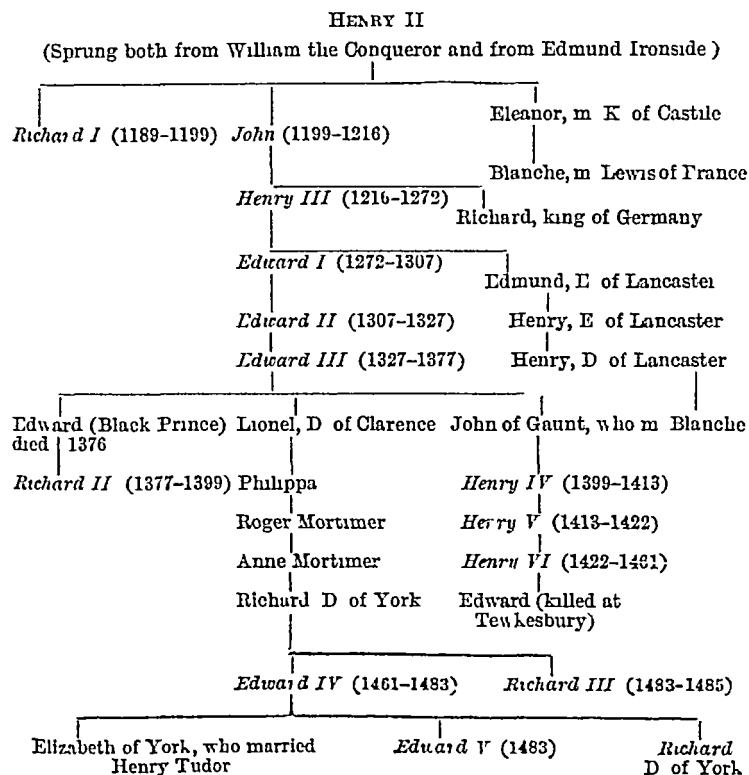 HENRY II
(Sprung both from William the Conqueror and from Edmund Ironside)
Eleanor, m K of Castile
Richard I (1189-1199) John (1199-1216)
Blanche, m Lewis of France
Henry III (1216-1272)
Richard, king of Germany
Edward I (1272-1307)
Edmund, E of Lancaster
Edward II (1307-1327) Henry, E of Lancaster
Edward III (1327-1377) Henry, D of Lancaster
Edward (Black Prince) Lionel, D of Clarence John of Gaunt, who m Blanche
died 1376
Richard II (1377-1399) Philippa Henry IV (1399-1413)
Roger Mortimer Henry V (1413-1422)
Anne Mortimer Henry VI (1422-1461)
Richard D of York Edward (killed at
Tewkesbury)
Edward IV (1461-1483) Richard III (1483-1485)
Elizabeth of York, who married Edward V (1483) Richard
Henry Tudor D of York